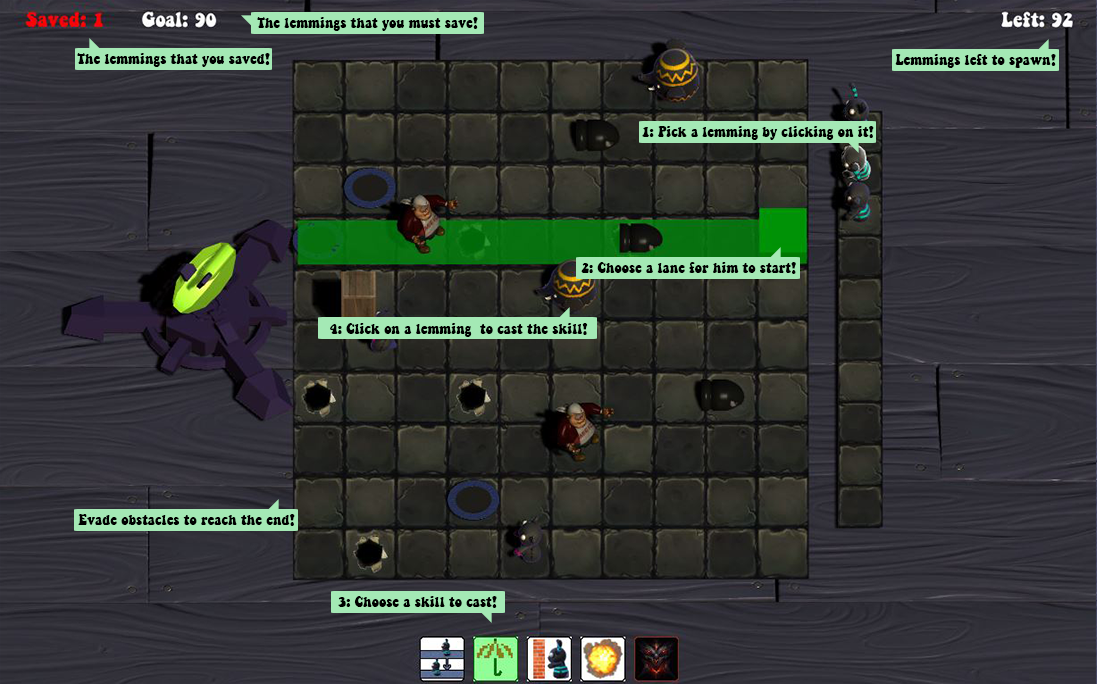 Saved: 1
Goal: 90
The lemmings that you must save!
Left: 92
The lemmings that you saved!
Lemmings left to spawn!
1: Pick a lemming by clicking on it!
2: Choose a lane for him to start!
4: Click on a lemming to cast the skill!
Evade obstacles to reach the end!
3: Choose a skill to cast!